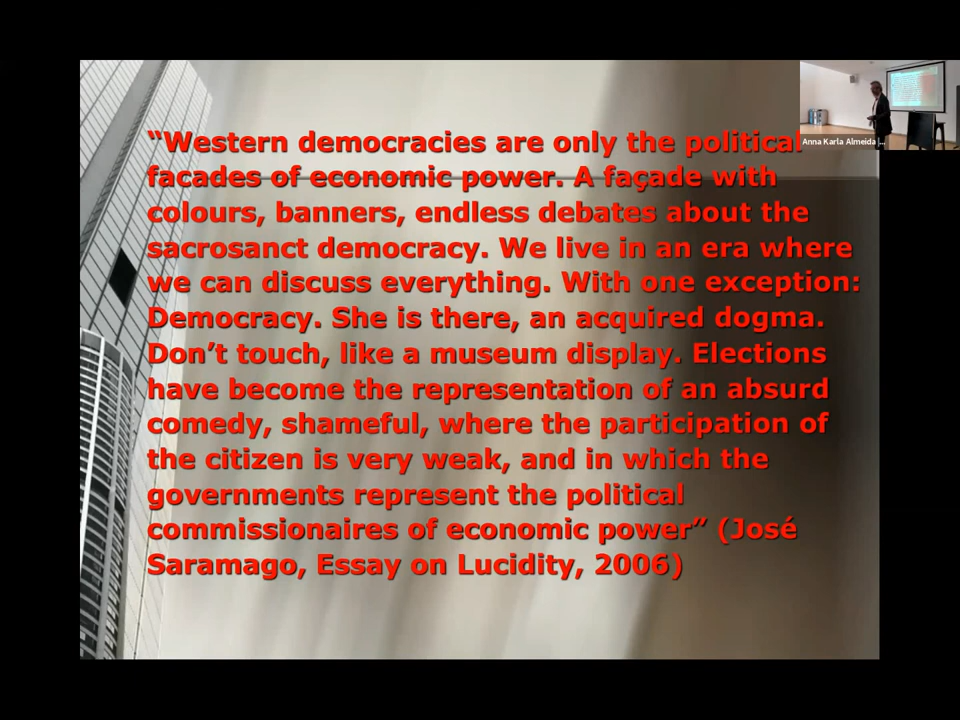 “Western democracies are only the political
facades of economic power. A façade with
colours, banners, endless debates about the
sacrosanct democracy. We live in an era where
we can discuss everything. With one exception:
Democracy. She is there, an acquired dogma.
Don’t touch, like a museum display. Elections
have become the representation of an absurd
comedy, shameful, where the participation of
the citizen is very weak, and in which the
governments represent the political
commissionaires of economic power” (José
Saramago, Essay on Lucidity, 2006)
Anna Karla Almeida |...